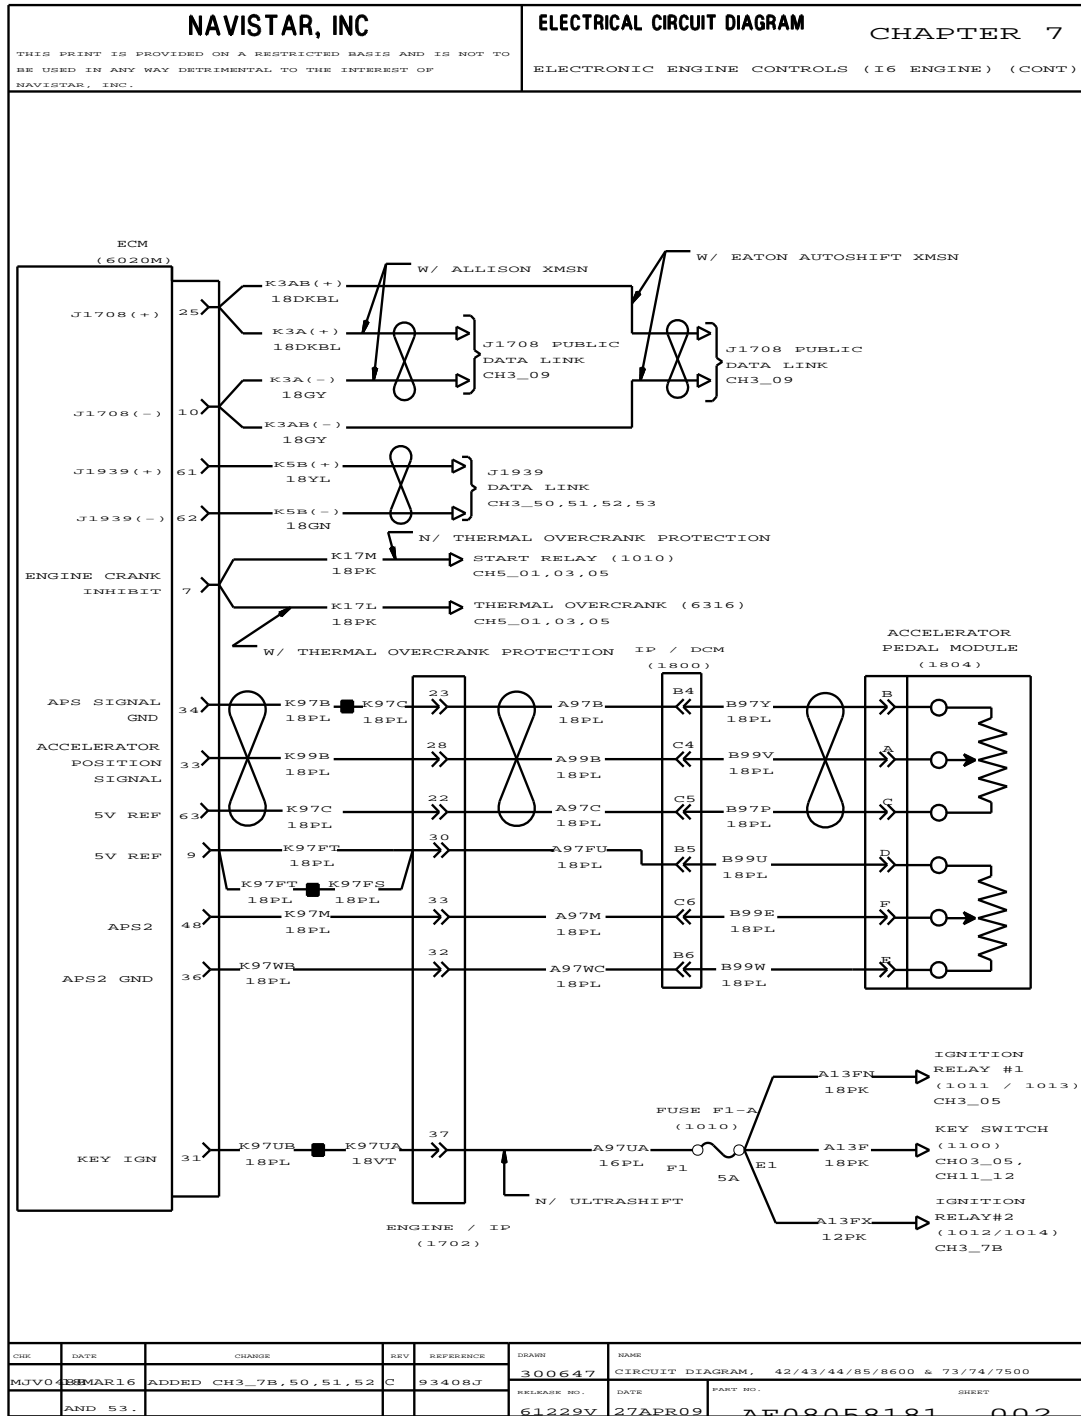 NAVISTAR, INC
THIS PRINT IS PROVIDED ON A RESTRICTED BASIS AND IS NOT TO
BE USED IN ANY WAY DETRIMENTAL TO THE INTEREST OF
NAVISTAR, INC.
ELECTRICAL CIRCUIT DIAGRAM
CHAPTER 7
ELECTRONIC ENGINE CONTROLS (I6 ENGINE) (CONT)
ECM
(6020M)
W/ ALLISON XMSN
W/ EATON AUTOSHIFT XMSN
J1708(+)
25
K3AB(+)
18DKBL
K3A(+)
18DKBL
J1708 PUBLIC
DATA LINK
CH3_09
J1708 PUBLIC
DATA LINK
CH3_09
K3A(-)
18GY
J1708(-)
10
K3AB(-)
18GY
J1939(+)
61
K5B(+)
18YL
J1939
DATA LINK
CH3_50,51,52,53
J1939(-)
62
K5B(-)
18GN
N/ THERMAL OVERCRANK PROTECTION
K17M
18PK
START RELAY (1010)
CH5_01,03,05
ENGINE CRANK
INHIBIT
7
K17L
18PK
THERMAL OVERCRANK (6316)
CH5_01,03,05
W/ THERMAL OVERCRANK PROTECTION
IP / DCM
(1800)
ACCELERATOR
PEDAL MODULE
(1804)
APS SIGNAL
GND
34
K97B
18PL
K97C
18PL
23
A97B
18PL
B4
B97Y
18PL
B
ACCELERATOR
POSITION
SIGNAL
33
K99B
18PL
28
A99B
18PL
C4
B99V
18PL
A
5V REF
63
K97C
18PL
22
A97C
18PL
C5
B97P
18PL
C
5V REF
9
K97FT
18PL
30
A97FU
18PL
B5
B99U
18PL
D
K97FT
18PL
K97FS
18PL
APS2
48
K97M
18PL
33
A97M
18PL
C6
B99E
18PL
F
APS2 GND
36
K97WB
18PL
32
A97WC
18PL
B6
B99W
18PL
E
KEY IGN
31
K97UB
18PL
K97UA
18VT
37
A97UA
16PL
FUSE F1-A
(1010)
F1
5A
E1
N/ ULTRASHIFT
ENGINE / IP
(1702)
A13FN
18PK
IGNITION
RELAY #1
(1011 / 1013)
CH3_05
A13F
18PK
KEY SWITCH
(1100)
CH03_05,
CH11_12
A13FX
12PK
IGNITION
RELAY#2
(1012/1014)
CH3_7B
CHK DATE CHANGE REV REFERENCE
ADDED CH3_7B,50,51,52 C 93408J
AND 53.
DRAWN
300647
NAME
CIRCUIT DIAGRAM, 42/43/44/85/8600 & 73/74/7500
RELEASE NO.
61229V
DATE
27APR09
PART NO.
SHEET
002